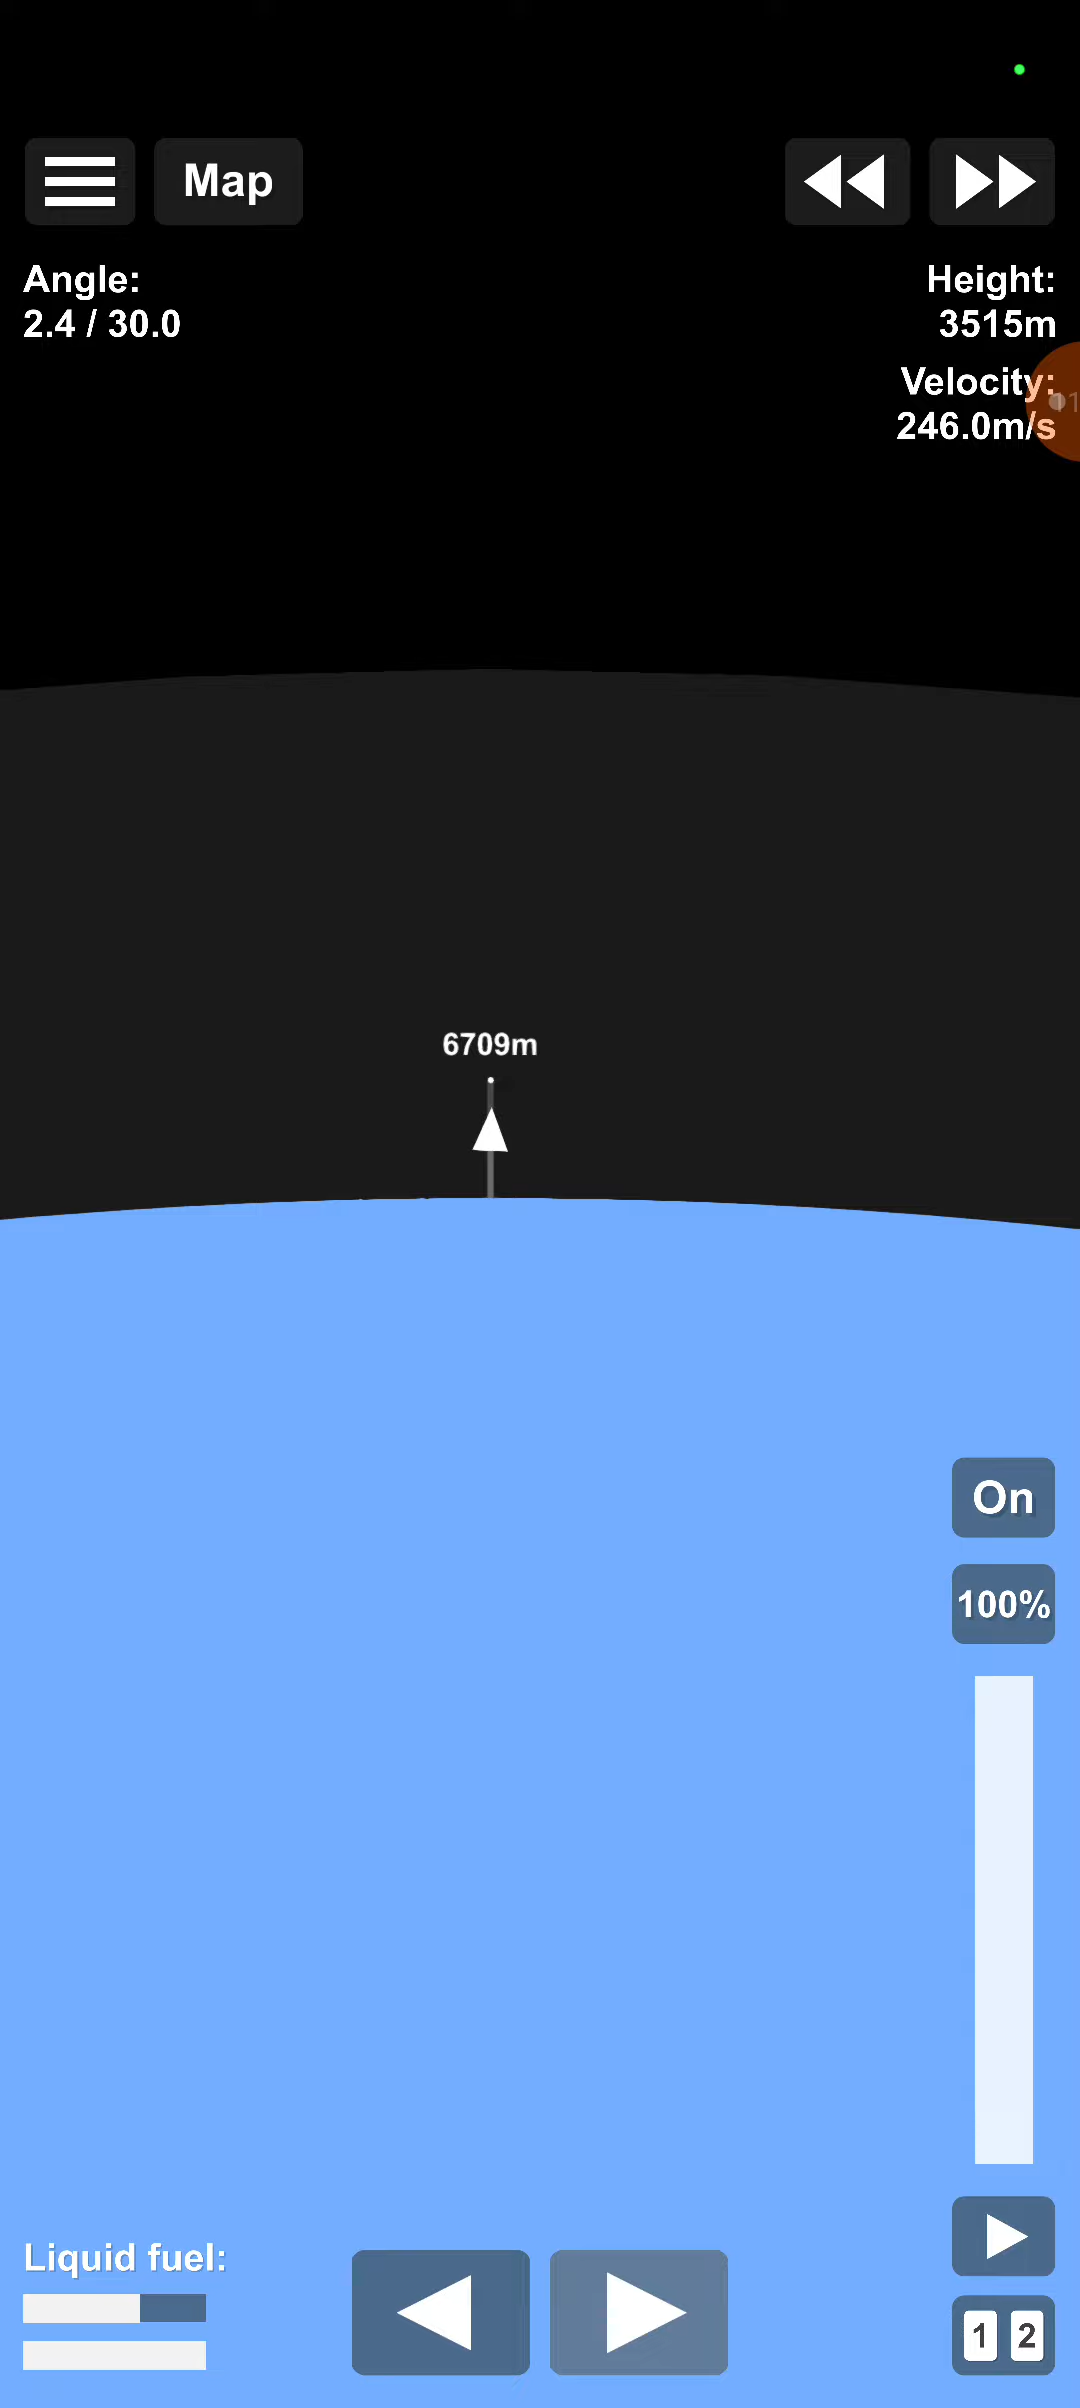 Map
Angle:
2.4 / 30.0
Height:
3515m
Velocity:
246.0m/s
6709m
On
100%
Liquid fuel:
1 2